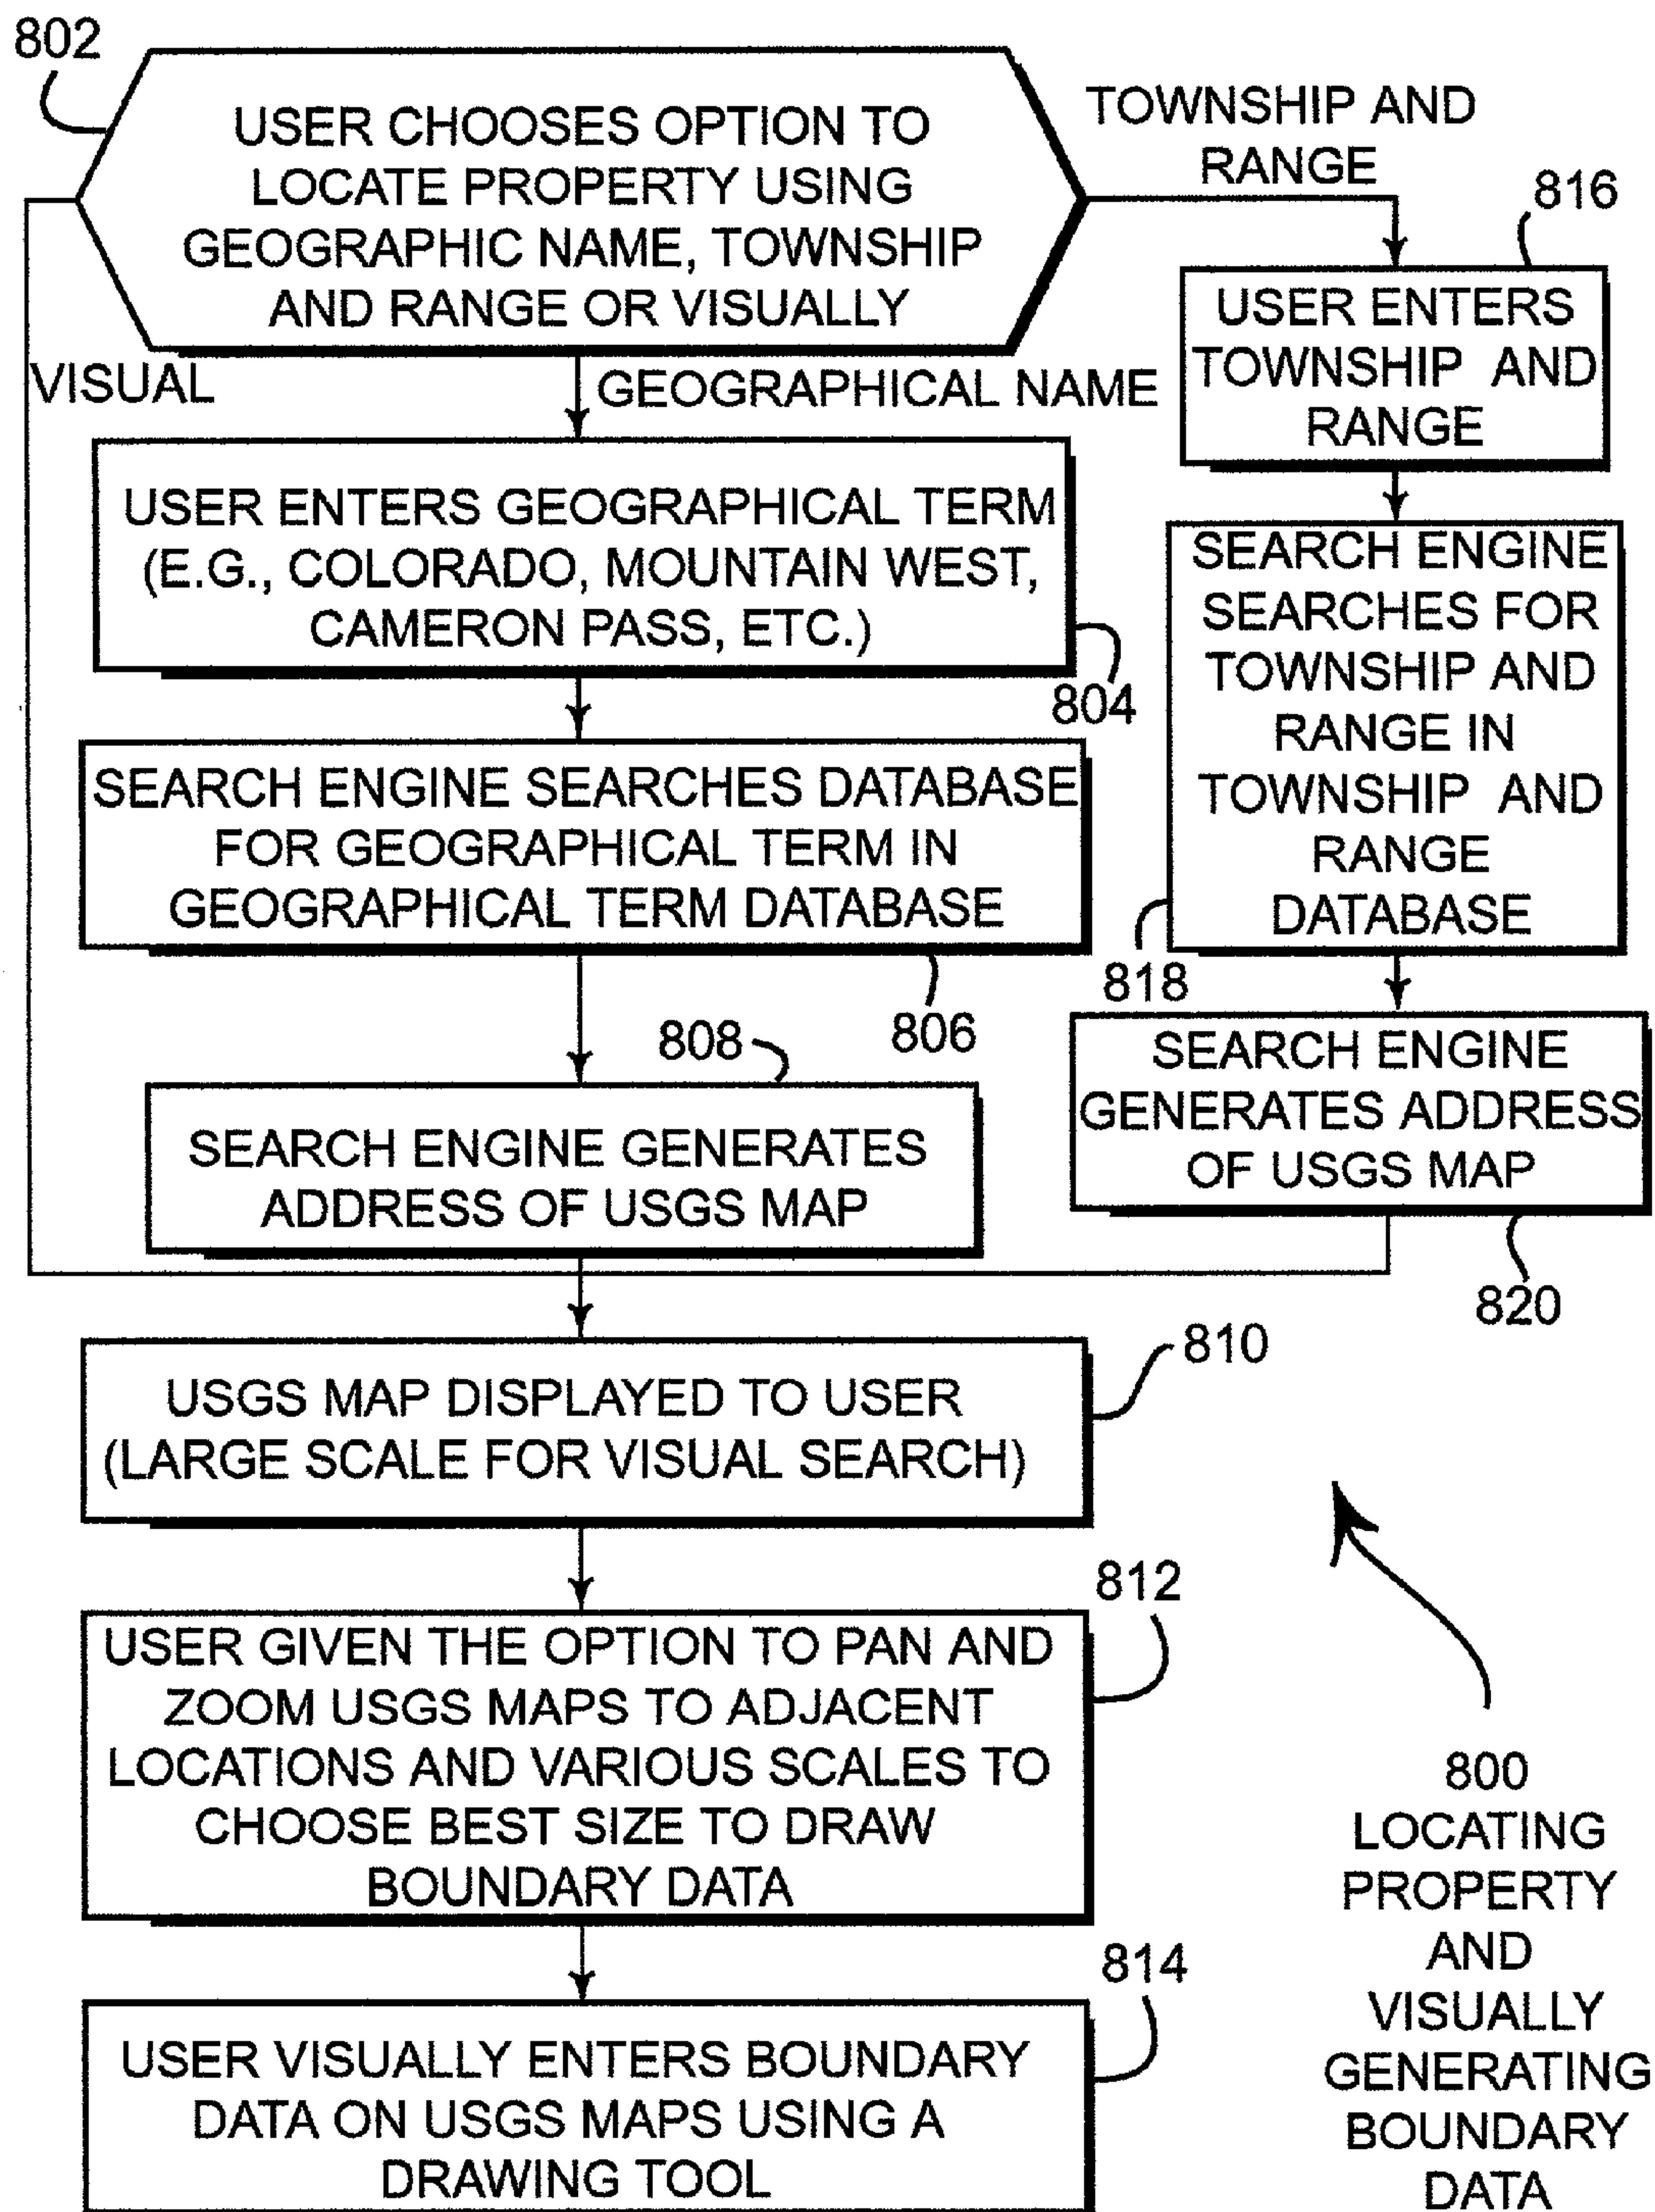 802
USER CHOOSES OPTION TO
LOCATE PROPERTY USING
GEOGRAPHIC NAME, TOWNSHIP
AND RANGE OR VISUALLY
TOWNSHIP AND
RANGE
816
USER ENTERS
TOWNSHIP AND
RANGE
VISUAL
GEOGRAPHICAL NAME
USER ENTERS GEOGRAPHICAL TERM
(E.G., COLORADO, MOUNTAIN WEST,
CAMERON PASS, ETC.)
804
SEARCH ENGINE
SEARCHES FOR
TOWNSHIP AND
RANGE IN
TOWNSHIP AND
RANGE
DATABASE
818
SEARCH ENGINE SEARCHES DATABASE
FOR GEOGRAPHICAL TERM IN
GEOGRAPHICAL TERM DATABASE
806
808
SEARCH ENGINE GENERATES
ADDRESS OF USGS MAP
SEARCH ENGINE
GENERATES ADDRESS
OF USGS MAP
820
810
USGS MAP DISPLAYED TO USER
(LARGE SCALE FOR VISUAL SEARCH)
812
USER GIVEN THE OPTION TO PAN AND
ZOOM USGS MAPS TO ADJACENT
LOCATIONS AND VARIOUS SCALES TO
CHOOSE BEST SIZE TO DRAW
BOUNDARY DATA
814
USER VISUALLY ENTERS BOUNDARY
DATA ON USGS MAPS USING A
DRAWING TOOL
800
LOCATING
PROPERTY
AND
VISUALLY
GENERATING
BOUNDARY
DATA